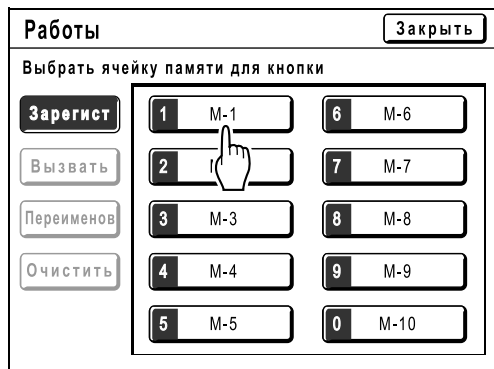 Работы Закрыть
Выбрать ячейку памяти для кнопки
Зарегист 1 M-1 6 M-6
Вызвать 2 7 M-7
Переименов 3 M-3 8 M-8
Очистить 4 M-4 9 M-9
5 M-5 0 M-10